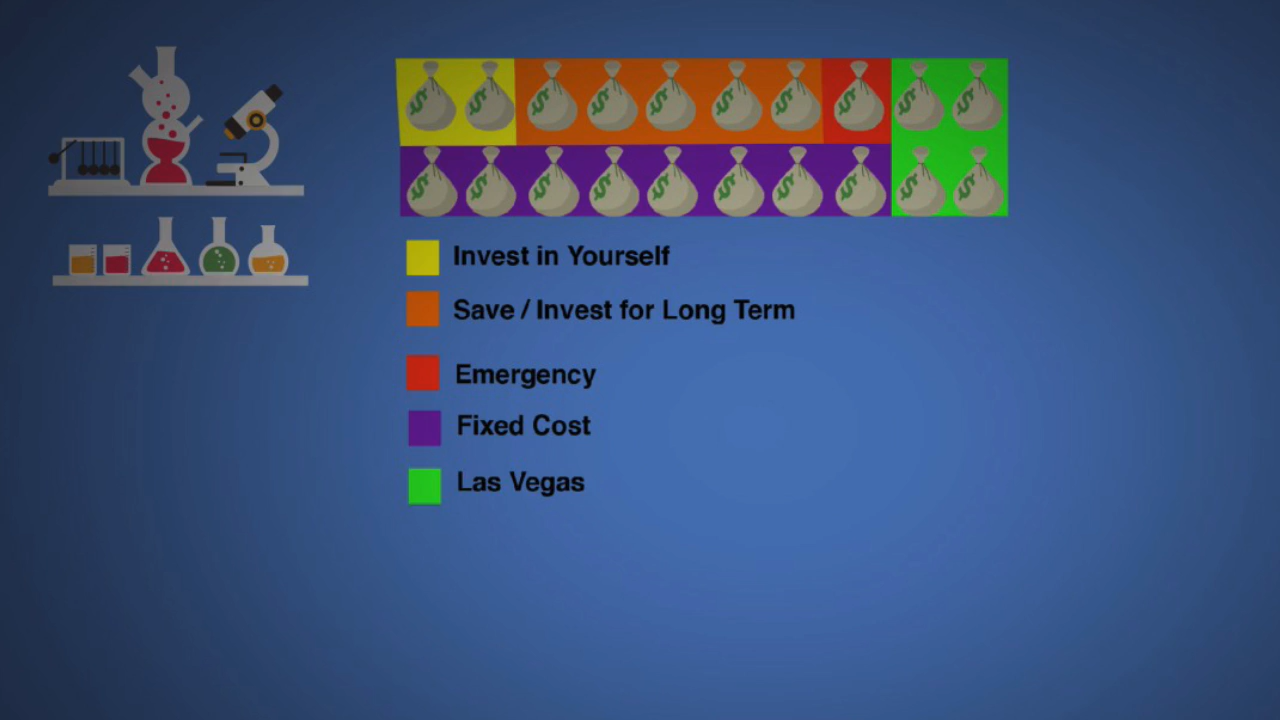 Invest in Yourself
Save / Invest for Long Term
Emergency
Fixed Cost
Las Vegas